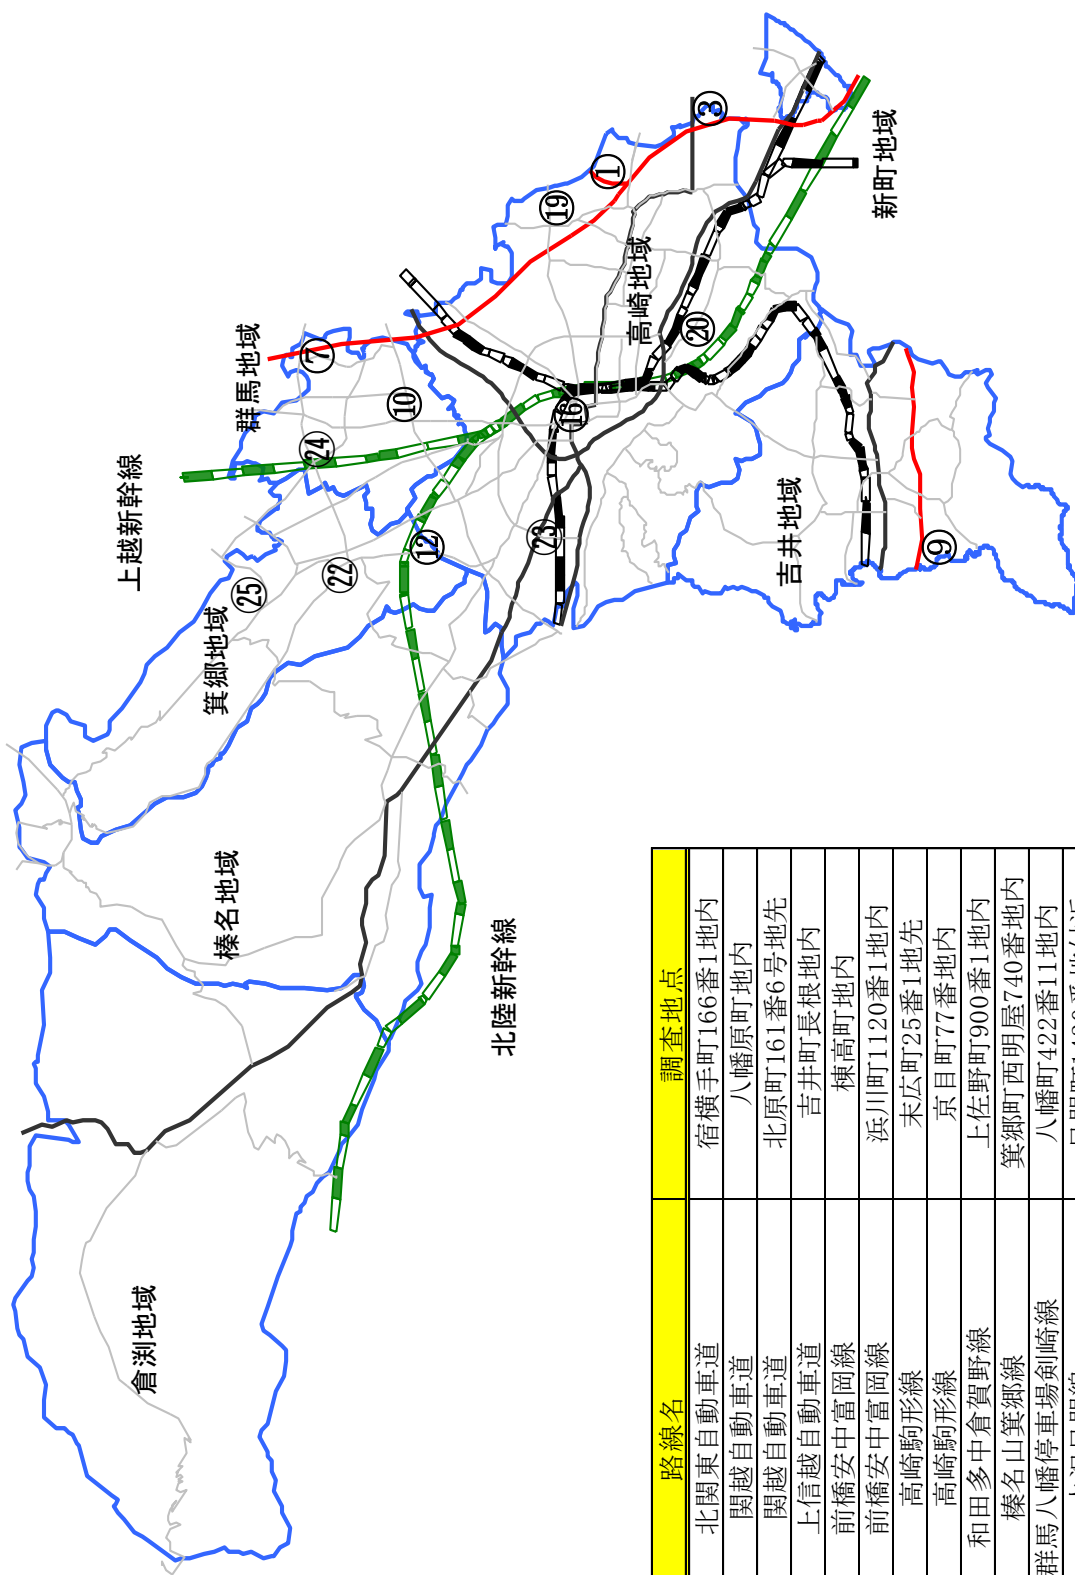 上越新幹線
群馬地域
箕郷地域
榛名地域
倉渕地域
北陸新幹線
高崎地域
新町地域
吉井地域
①
③
⑦
⑨
⑩
⑫
⑯
⑲
⑳
㉒
㉓
㉔
㉕
路線名 調査地点
北関東自動車道 宿横手町166番1地内
関越自動車道 八幡原町地内
関越自動車道 北原町161番6号地先
上信越自動車道 吉井町長根地内
前橋安中富岡線 棟高町地内
前橋安中富岡線 浜川町1120番1地内
高崎駒形線 末広町25番1地先
高崎駒形線 京目町77番地内
和田多中倉賀野線 上佐野町900番1地内
榛名山箕郷線 箕郷町西明屋740番地内
群馬八幡停車場剣崎線 八幡町422番11地内